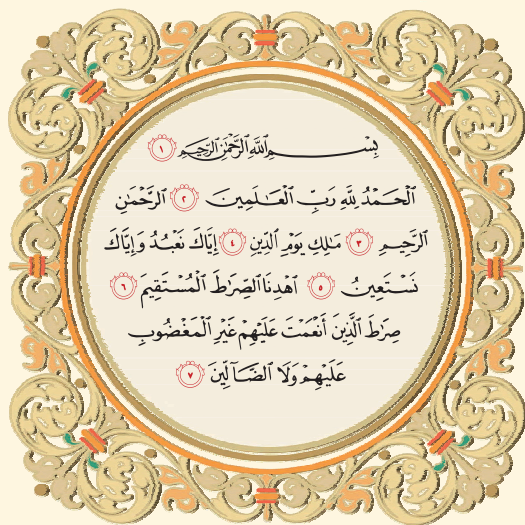 بِسْمِ ٱللَّهِ ٱلرَّحْمَٰنِ ٱلرَّحِيمِ ١
ٱلْحَمْدُ لِلَّهِ رَبِّ ٱلْعَٰلَمِينَ ٢ ٱلرَّحْمَٰنِ
ٱلرَّحِيمِ ٣ مَٰلِكِ يَوْمِ ٱلدِّينِ ٤ إِيَّاكَ نَعْبُدُ وَإِيَّاكَ
نَسْتَعِينُ ٥ ٱهْدِنَا ٱلصِّرَٰطَ ٱلْمُسْتَقِيمَ ٦
صِرَٰطَ ٱلَّذِينَ أَنْعَمْتَ عَلَيْهِمْ غَيْرِ ٱلْمَغْضُوبِ
عَلَيْهِمْ وَلَا ٱلضَّآلِّينَ ٧